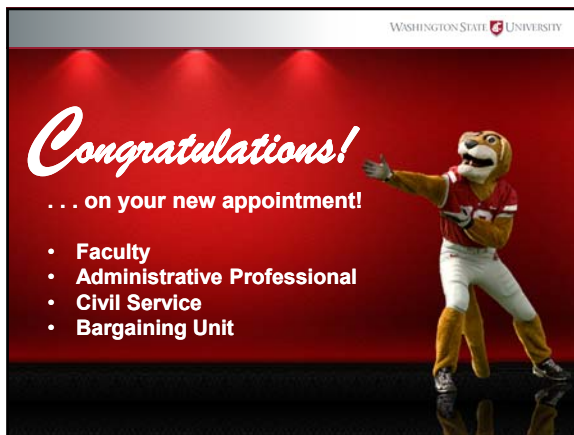 WASHINGTON STATE UNIVERSITY
Congratulations!
. . . on your new appointment!
• Faculty
• Administrative Professional
• Civil Service
• Bargaining Unit